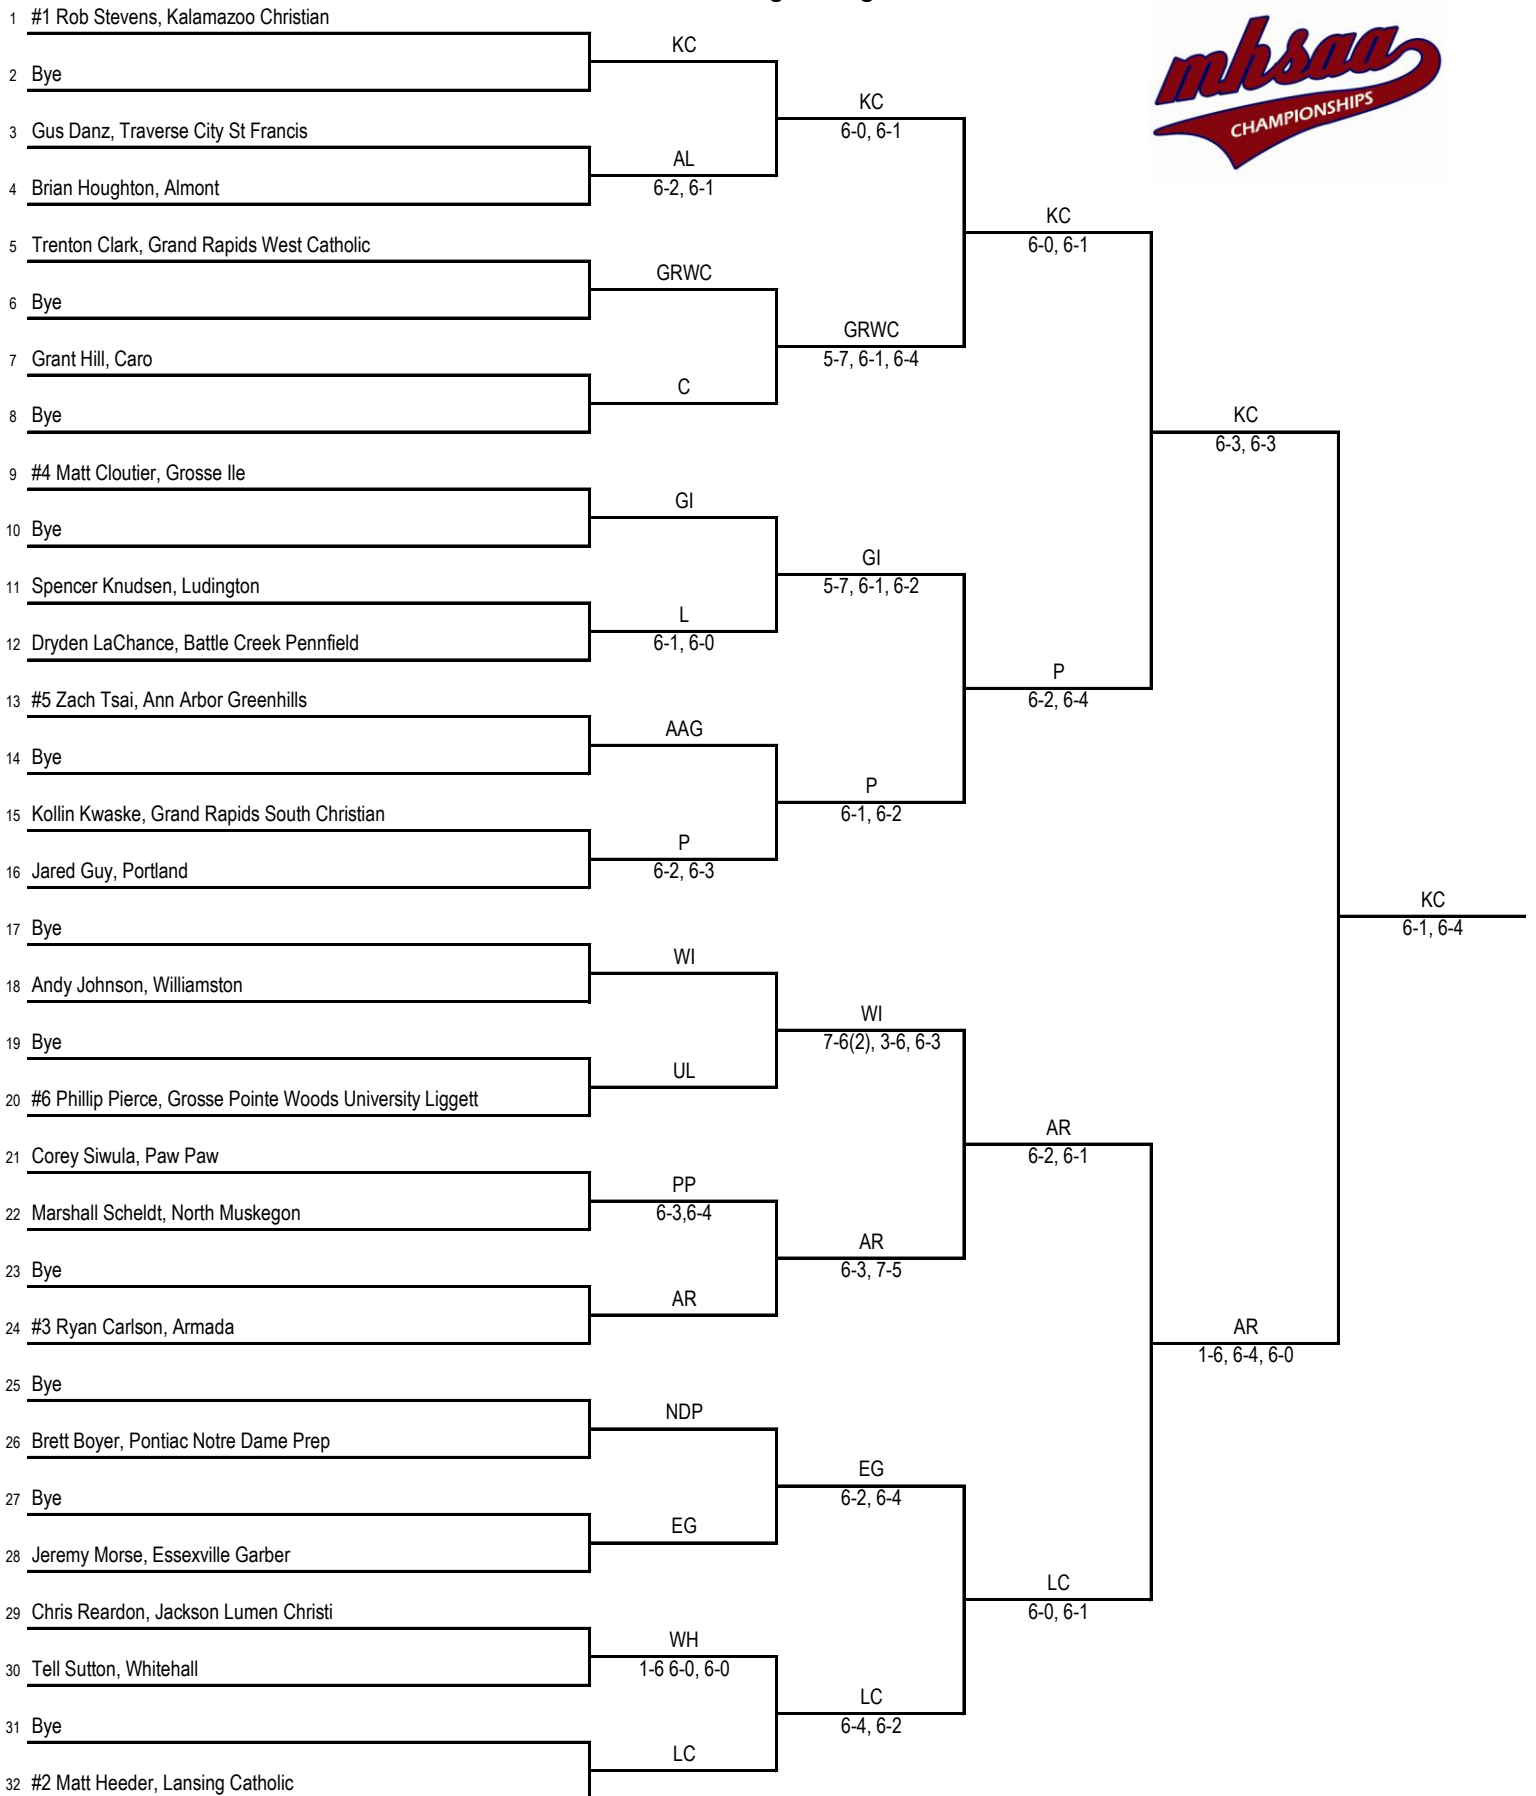 1 #1 Rob Stevens, Kalamazoo Christian
KC
2 Bye
KC
6-0, 6-1
3 Gus Danz, Traverse City St Francis
AL
6-2, 6-1
4 Brian Houghton, Almont
KC
6-0, 6-1
5 Trenton Clark, Grand Rapids West Catholic
GRWC
6 Bye
GRWC
5-7, 6-1, 6-4
7 Grant Hill, Caro
C
8 Bye
KC
6-3, 6-3
9 #4 Matt Cloutier, Grosse Ile
GI
10 Bye
GI
5-7, 6-1, 6-2
11 Spencer Knudsen, Ludington
L
6-1, 6-0
12 Dryden LaChance, Battle Creek Pennfield
P
6-2, 6-4
13 #5 Zach Tsai, Ann Arbor Greenhills
AAG
14 Bye
P
6-1, 6-2
15 Kollin Kwaske, Grand Rapids South Christian
P
6-2, 6-3
16 Jared Guy, Portland
KC
6-1, 6-4
17 Bye
WI
18 Andy Johnson, Williamston
WI
7-6(2), 3-6, 6-3
19 Bye
UL
20 #6 Phillip Pierce, Grosse Pointe Woods University Liggett
AR
6-2, 6-1
21 Corey Siwula, Paw Paw
PP
6-3,6-4
22 Marshall Scheldt, North Muskegon
AR
6-3, 7-5
23 Bye
AR
24 #3 Ryan Carlson, Armada
AR
1-6, 6-4, 6-0
25 Bye
NDP
26 Brett Boyer, Pontiac Notre Dame Prep
EG
6-2, 6-4
27 Bye
EG
28 Jeremy Morse, Essexville Garber
LC
6-0, 6-1
29 Chris Reardon, Jackson Lumen Christi
WH
1-6 6-0, 6-0
30 Tell Sutton, Whitehall
LC
6-4, 6-2
31 Bye
LC
32 #2 Matt Heeder, Lansing Catholic
mhsaa
CHAMPIONSHIPS